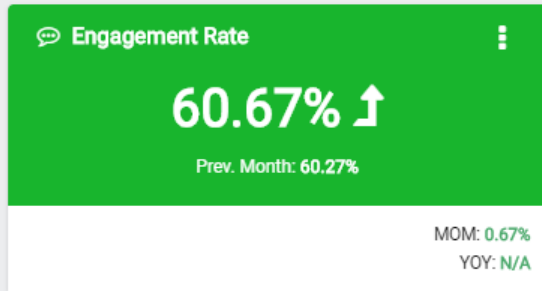 Engagement Rate
60.67%
Prev. Month: 60.27%
MOM: 0.67%
YOY: N/A